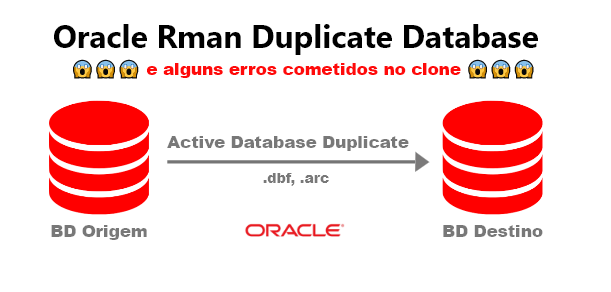 Oracle Rman Duplicate Database
😱😱😱 e alguns erros cometidos no clone 😱😱😱
Active Database Duplicate
.dbf, .arc
BD Origem
ORACLE®
BD Destino